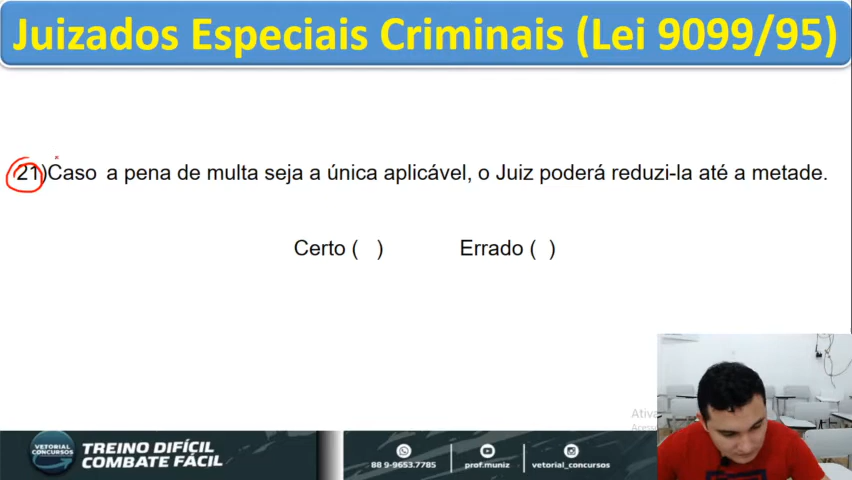 Juizados Especiais Criminais (Lei 9099/95)
21)Caso a pena de multa seja a única aplicável, o Juiz poderá reduzi-la até a metade.
Certo ( ) Errado ( )
VETORIAL
CONCURSOS
TREINO DIFÍCIL
COMBATE FÁCIL
88 9-9653.7785 prof.muniz vetorial_concursos